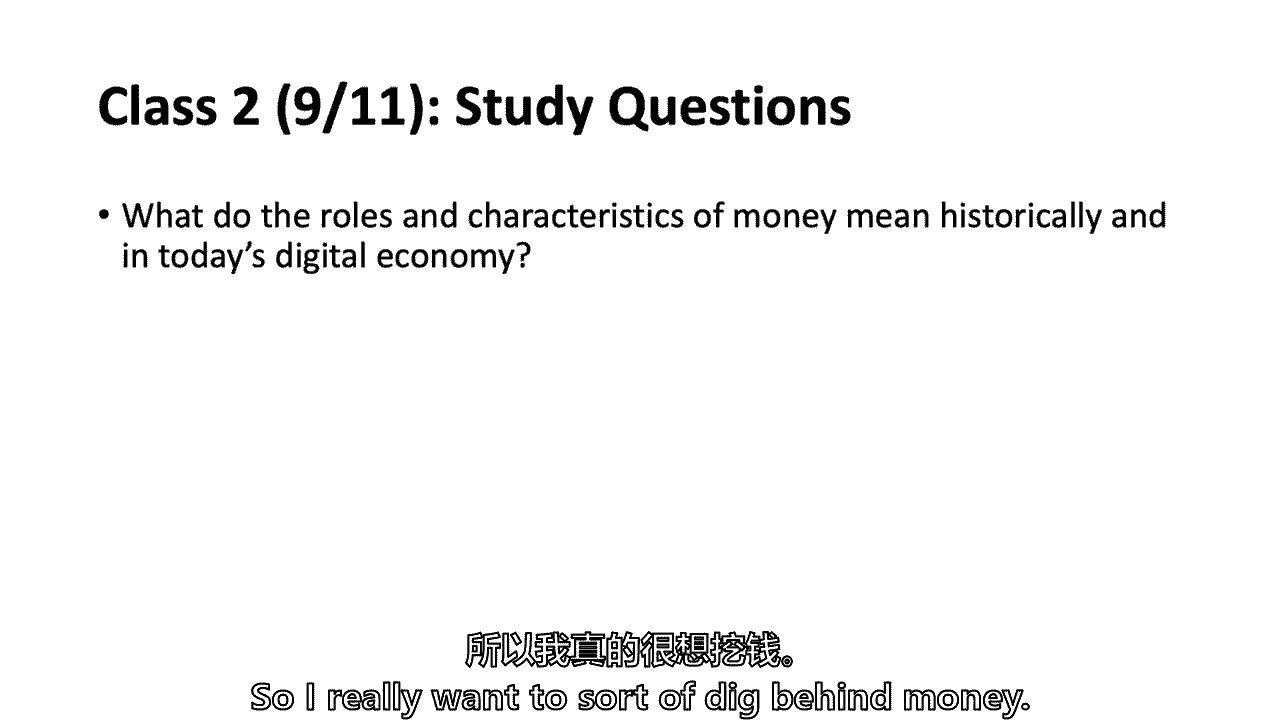 Class 2 (9/11): Study Questions
• What do the roles and characteristics of money mean historically and
in today’s digital economy?
所以我真的很想挖钱。
So I really want to sort of dig behind money.